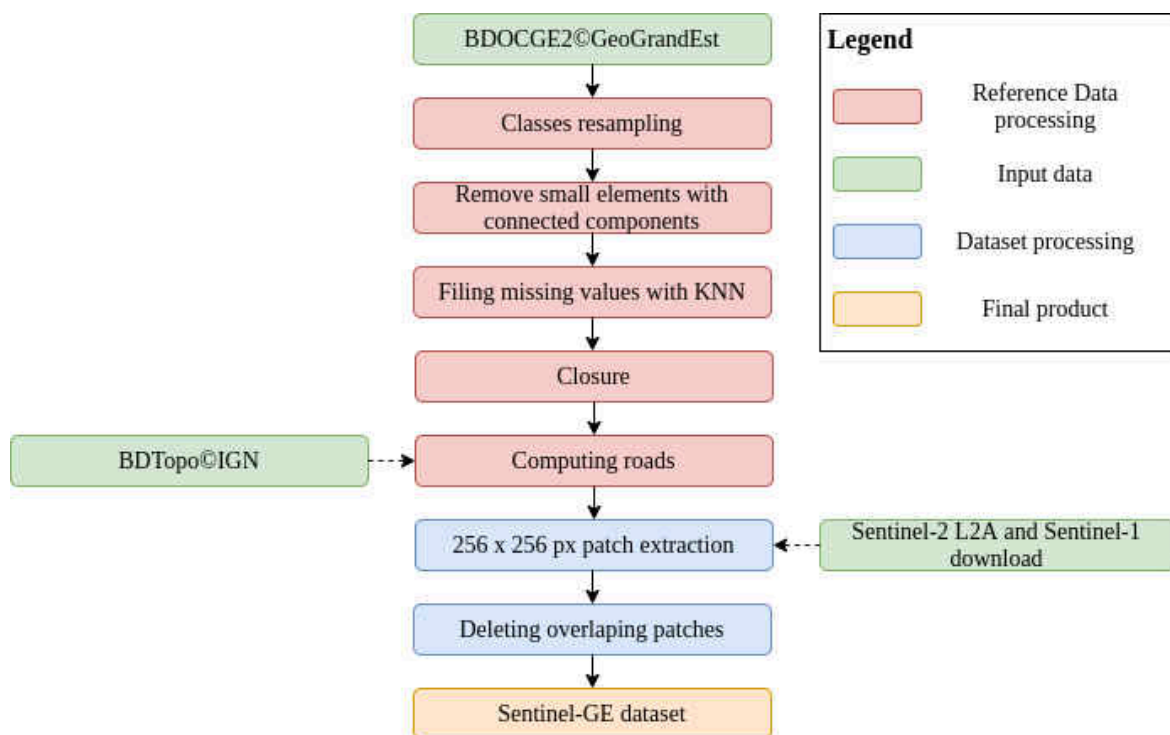 BDOCGE2©GeoGrandEst
Classes resampling
Remove small elements with
connected components
Filing missing values with KNN
Closure
BDTopo©IGN
Computing roads
256 x 256 px patch extraction
Sentinel-2 L2A and Sentinel-1
download
Deleting overlaping patches
Sentinel-GE dataset
Legend
Reference Data
processing
Input data
Dataset processing
Final product